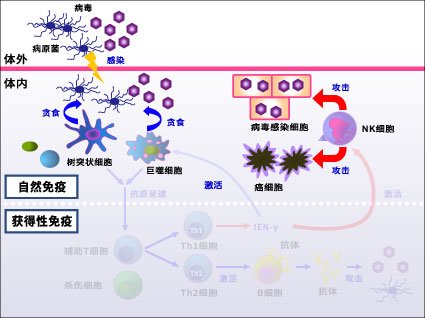 病毒
病原菌
感染
体外
体内
贪食
贪食
树突状细胞
巨噬细胞
病毒感染细胞
攻击
NK细胞
攻击
癌细胞
自然免疫
激活
抗原呈递
激活
获得性免疫
Th1
IEN-γ
Th1细胞
辅助T细胞
抗体
Th2
激活
攻击
杀伤细胞
Th2细胞
B细胞
抗体